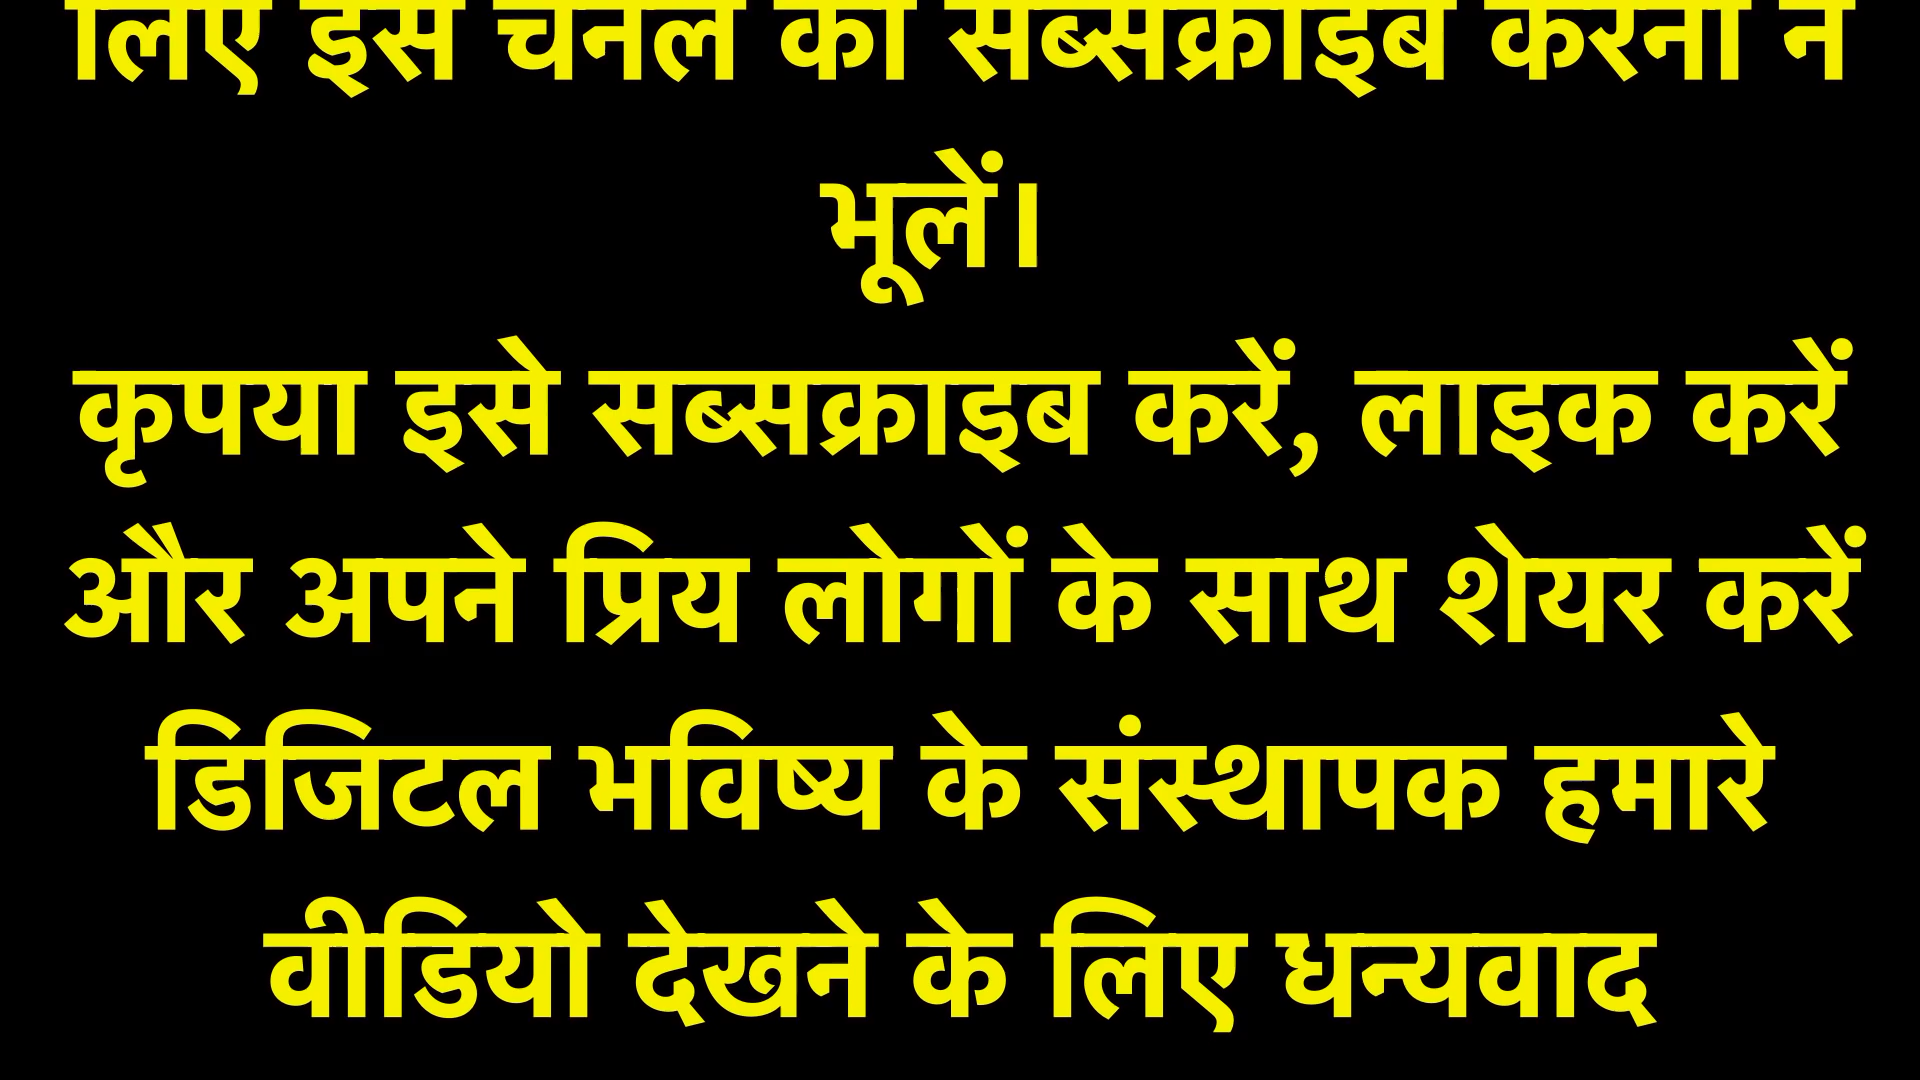 लिए इस चैनल को सब्सक्राइब करना न
भूलें।
कृपया इसे सब्सक्राइब करें, लाइक करें
और अपने प्रिय लोगों के साथ शेयर करें
डिजिटल भविष्य के संस्थापक हमारे
वीडियो देखने के लिए धन्यवाद